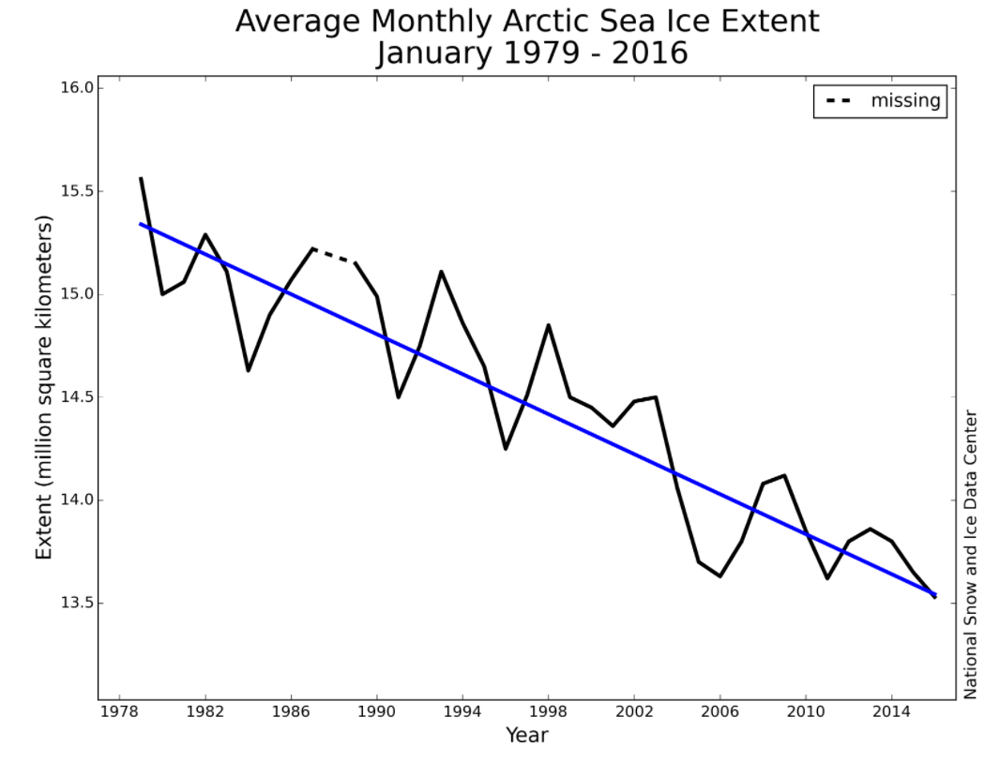 Average Monthly Arctic Sea Ice Extent
January 1979 - 2016
missing
16.0
15.5
15.0
14.5
14.0
13.5
Extent (million square kilometers)
1978 1982 1986 1990 1994 1998 2002 2006 2010 2014
Year
National Snow and Ice Data Center